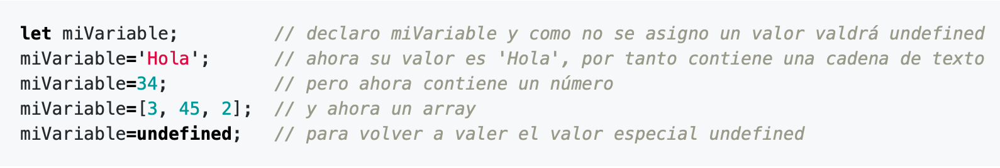 let miVariable;         // declaro miVariable y como no se asigno un valor valdrá undefined
miVariable='Hola';      // ahora su valor es 'Hola', por tanto contiene una cadena de texto
miVariable=34;          // pero ahora contiene un número
miVariable=[3, 45, 2];  // y ahora un array
miVariable=undefined;   // para volver a valer el valor especial undefined